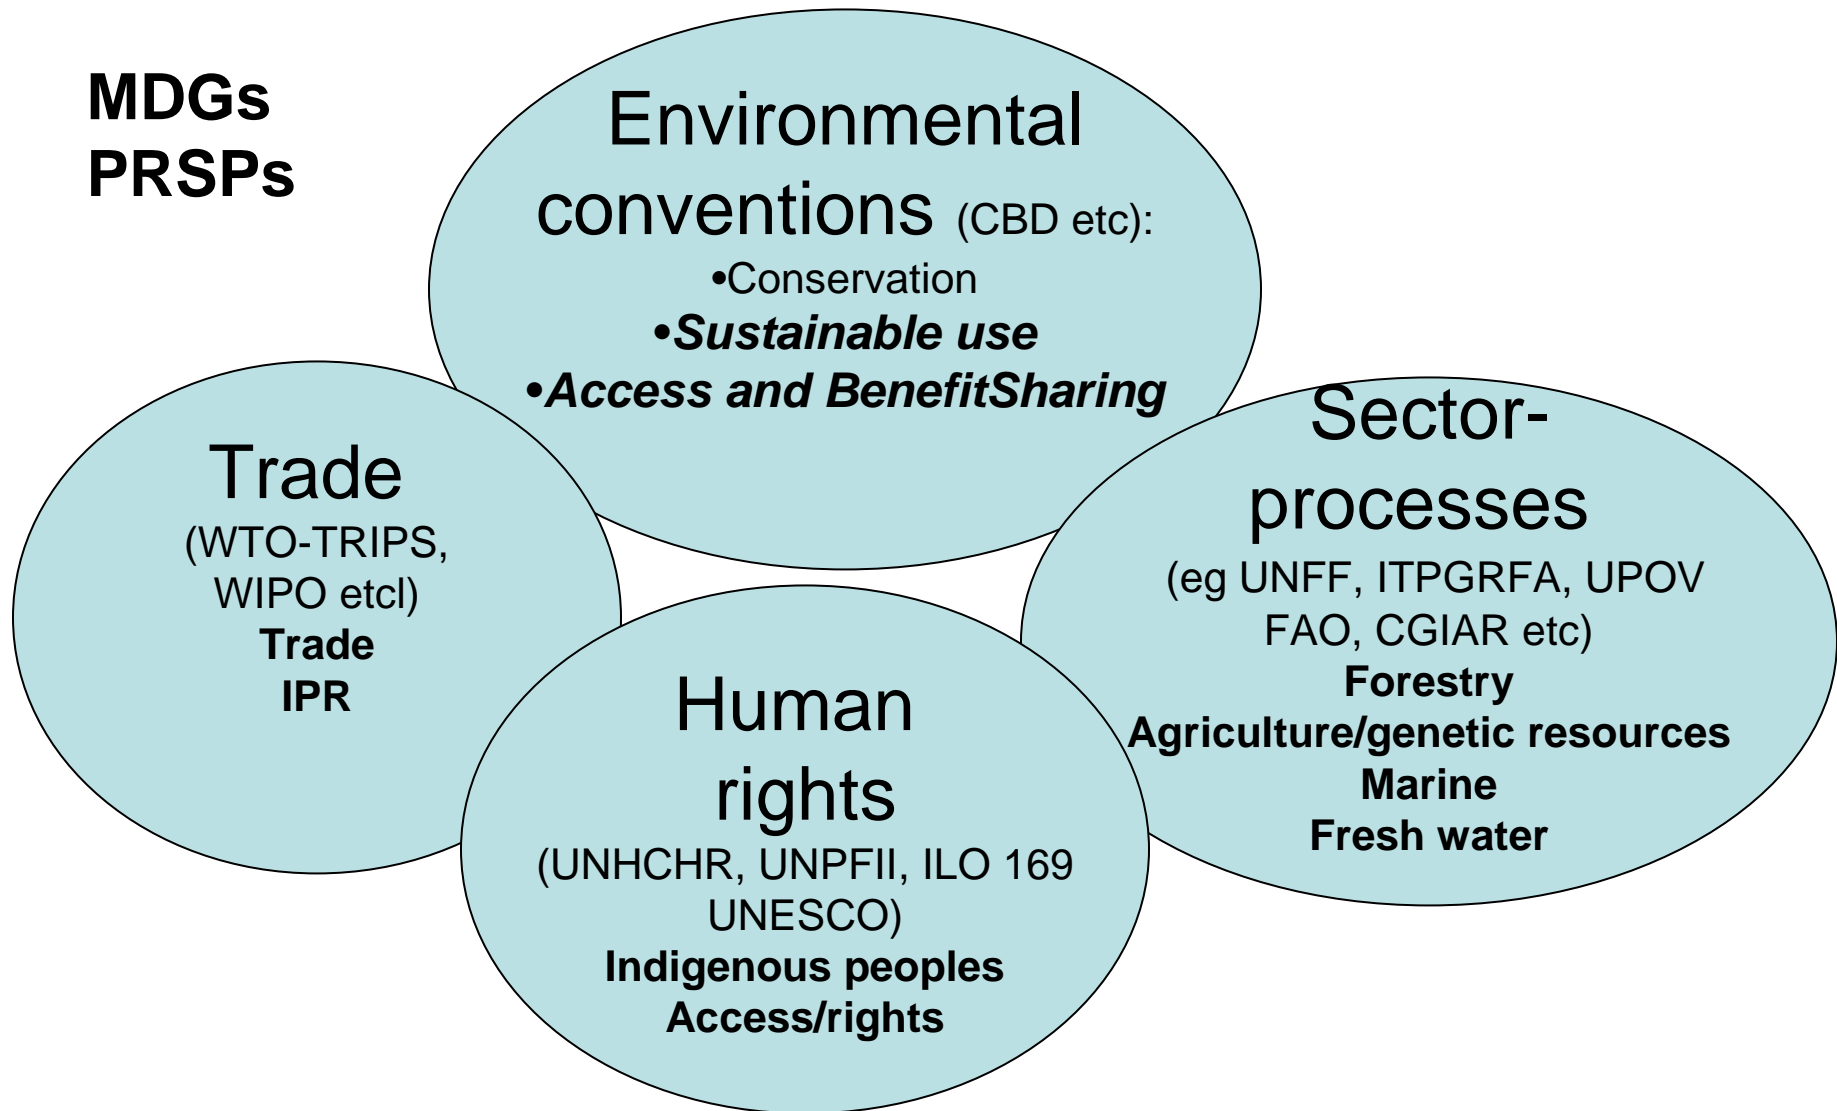 MDGs
PRSPs
Environmental
conventions (CBD etc):
•Conservation
•Sustainable use
•Access and BenefitSharing
Trade
(WTO-TRIPS,
WIPO etcl)
Trade
IPR
Sector-
processes
(eg UNFF, ITPGRFA, UPOV
FAO, CGIAR etc)
Forestry
Agriculture/genetic resources
Marine
Fresh water
Human
rights
(UNHCHR, UNPFII, ILO 169
UNESCO)
Indigenous peoples
Access/rights